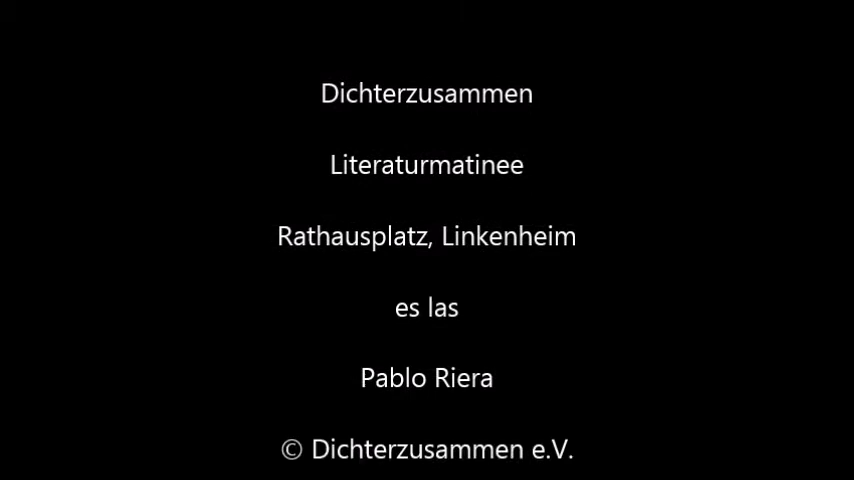 Dichterzusammen
Literaturmatinee
Rathausplatz, Linkenheim
es las
Pablo Riera
© Dichterzusammen e.V.